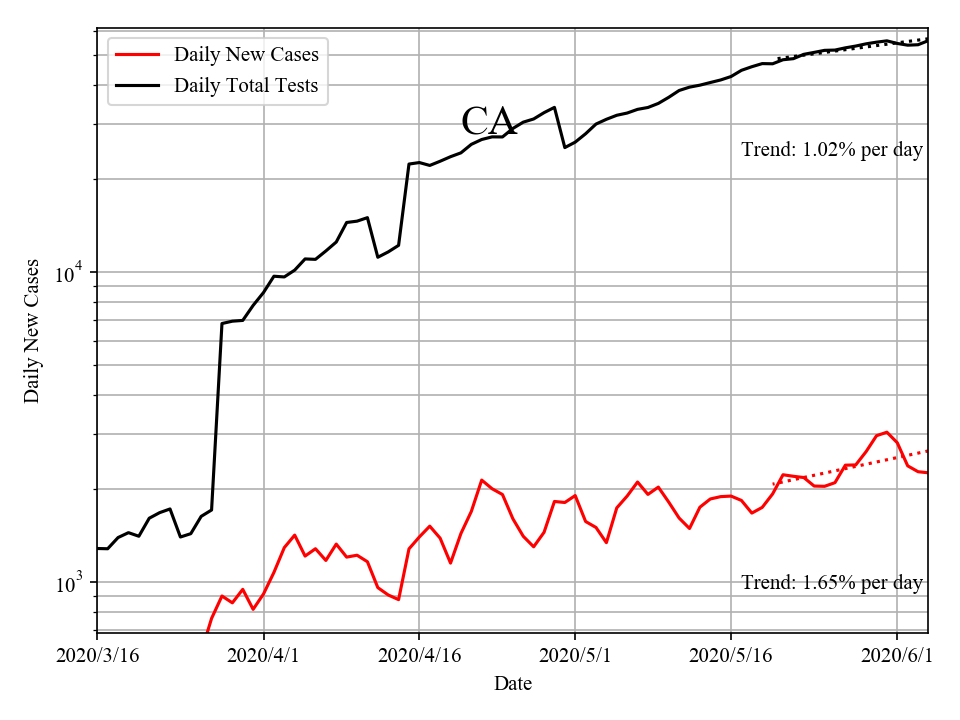 Daily New Cases
Daily Total Tests
CA
Trend: 1.02% per day
Daily New Cases
10^4
10^3
Trend: 1.65% per day
2020/3/16 2020/4/1 2020/4/16 2020/5/1 2020/5/16 2020/6/1
Date